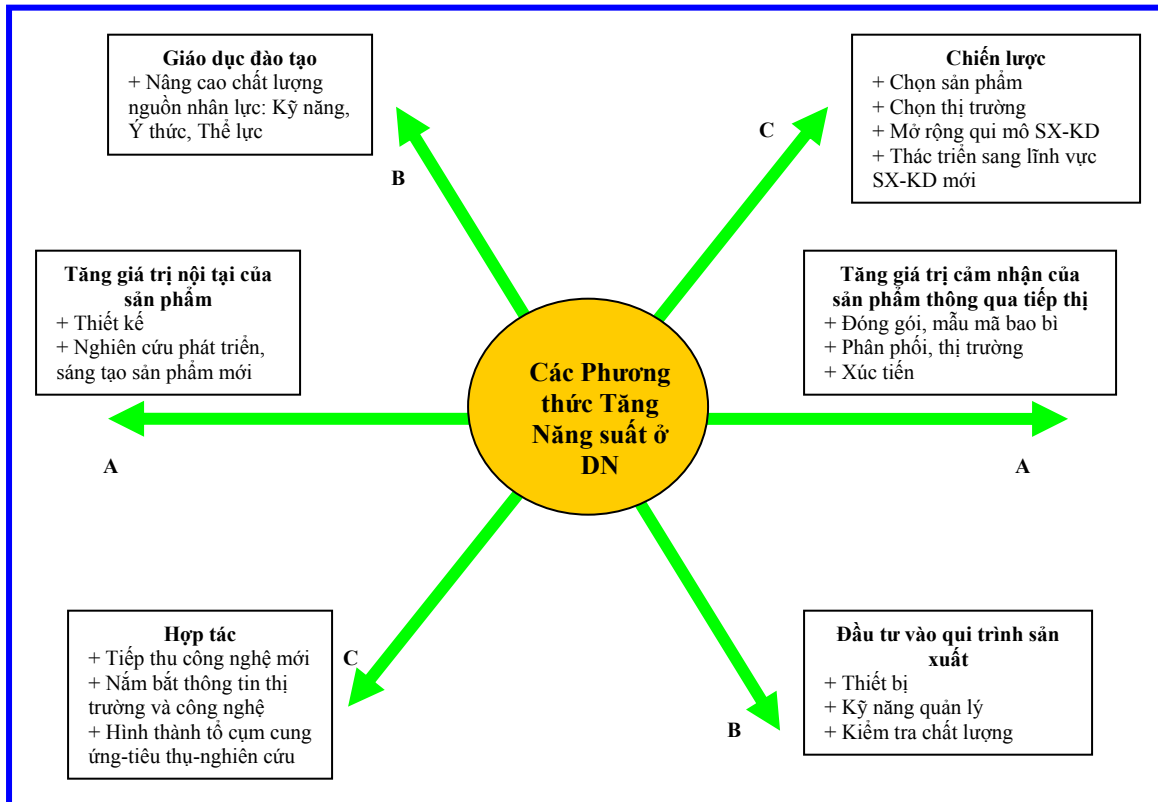 Giáo dục đào tạo
+ Nâng cao chất lượng
nguồn nhân lực: Kỹ năng,
Ý thức, Thể lực
B
Chiến lược
+ Chọn sản phẩm
+ Chọn thị trường
+ Mở rộng qui mô SX-KD
+ Thác triển sang lĩnh vực
SX-KD mới
C
Tăng giá trị nội tại của
sản phẩm
+ Thiết kế
+ Nghiên cứu phát triển,
sáng tạo sản phẩm mới
A
Các Phương
thức Tăng
Năng suất ở
DN
Tăng giá trị cảm nhận của
sản phẩm thông qua tiếp thị
+ Đóng gói, mẫu mã bao bì
+ Phân phối, thị trường
+ Xúc tiến
A
Hợp tác
+ Tiếp thu công nghệ mới
+ Nắm bắt thông tin thị
trường và công nghệ
+ Hình thành tổ cụm cung
ứng-tiêu thụ-nghiên cứu
C
Đầu tư vào qui trình sản
xuất
+ Thiết bị
+ Kỹ năng quản lý
+ Kiểm tra chất lượng
B